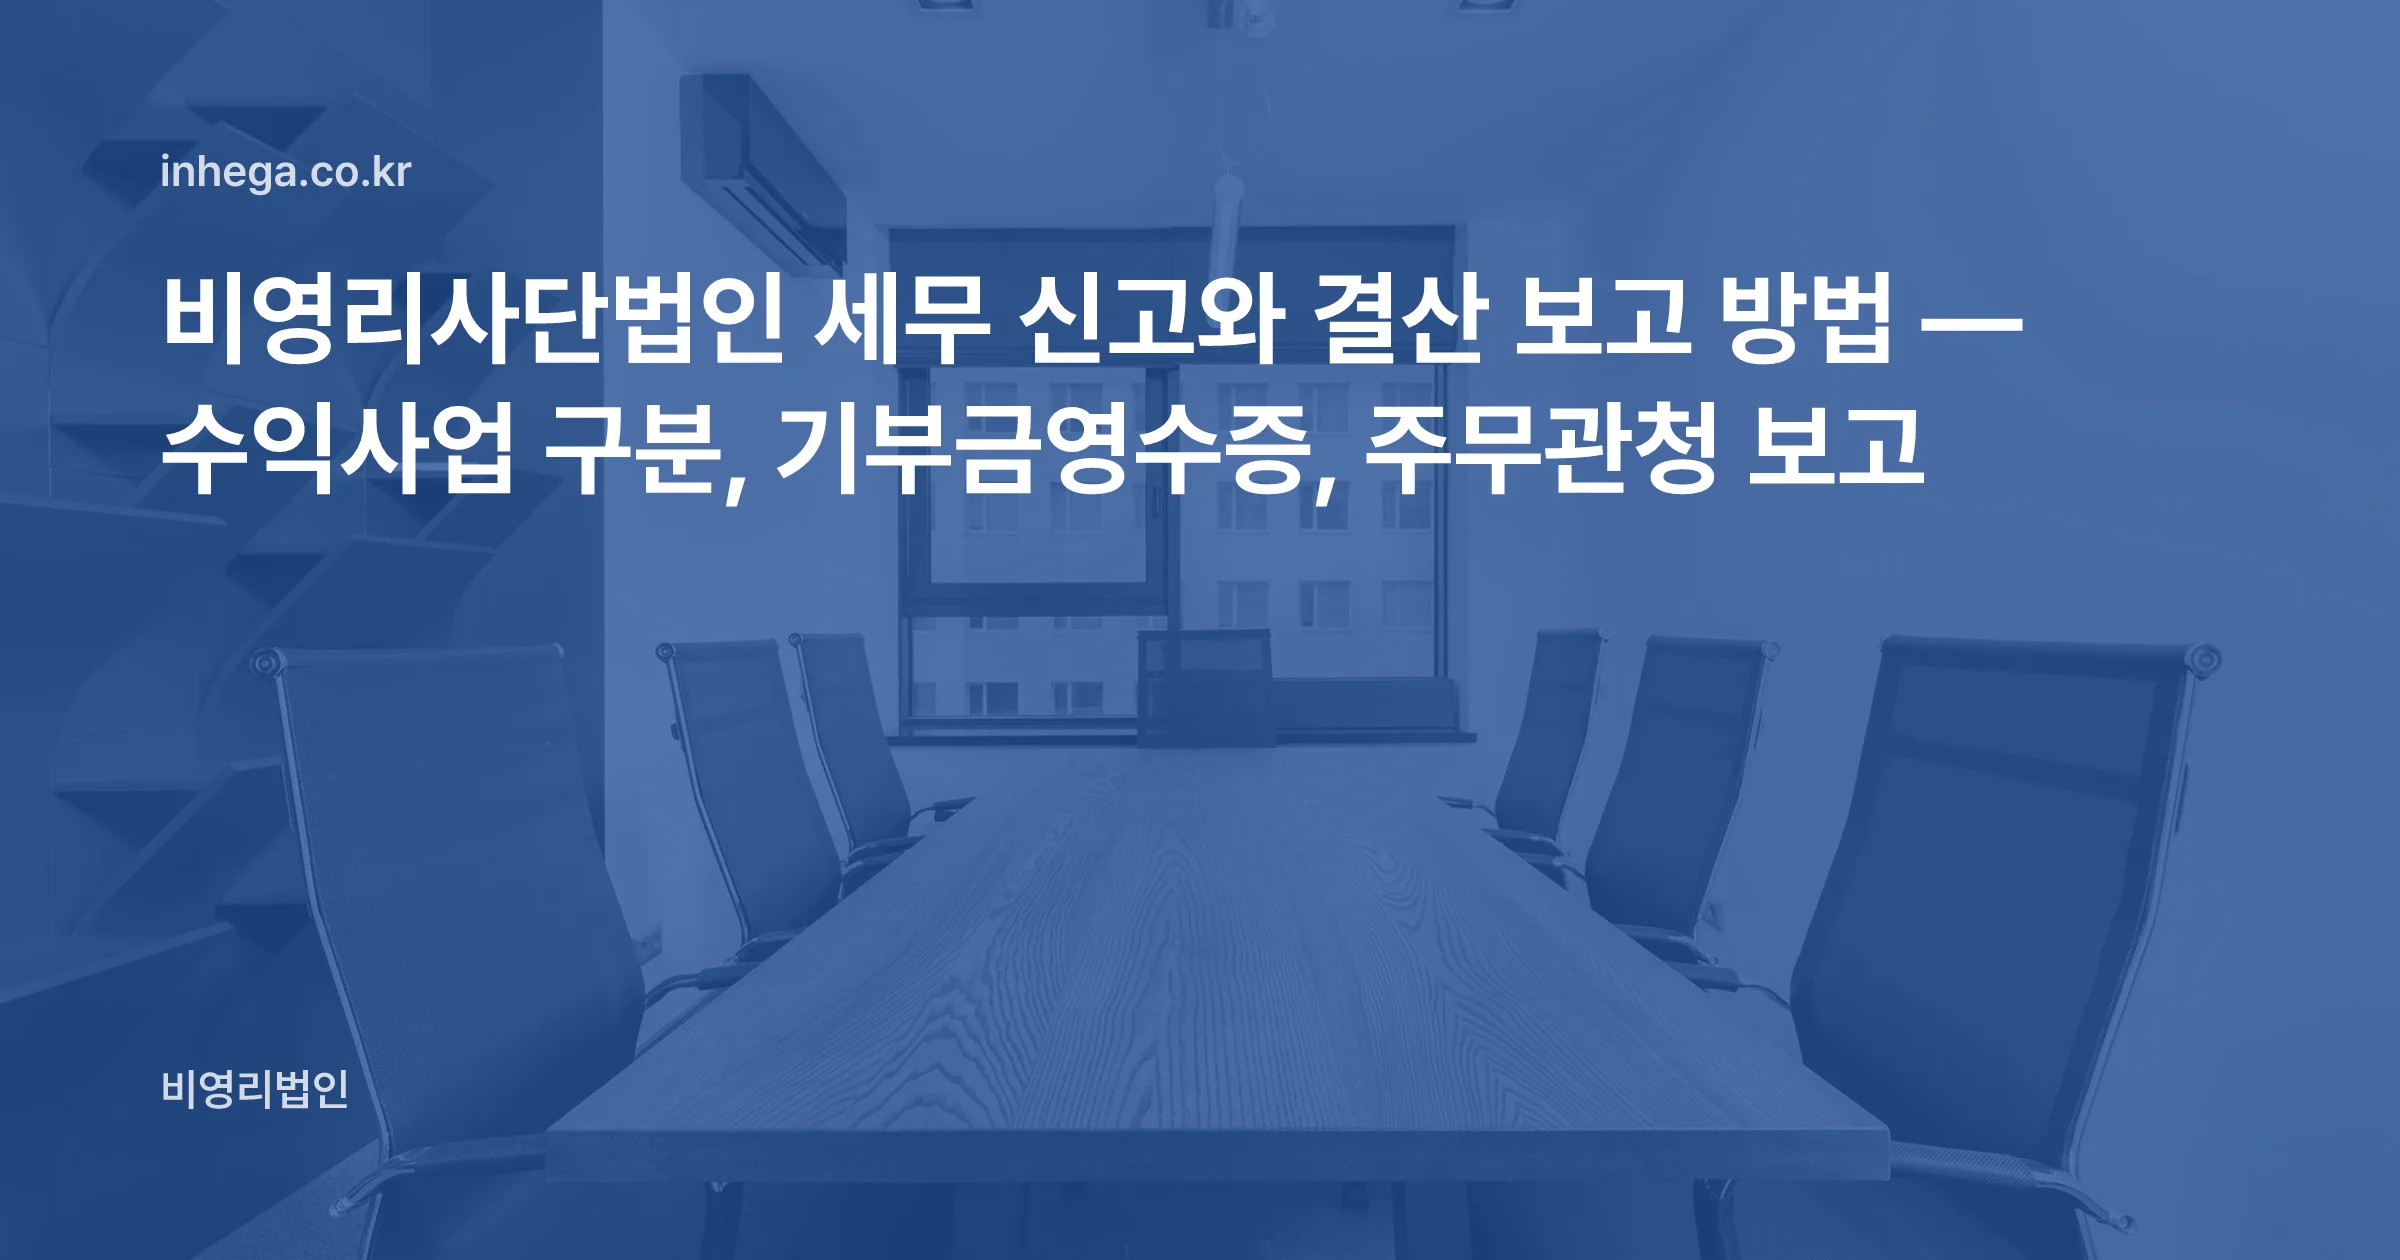 inhega.co.kr
비영리사단법인 세무 신고와 결산 보고 방법 —
수익사업 구분, 기부금영수증, 주무관청 보고
비영리법인